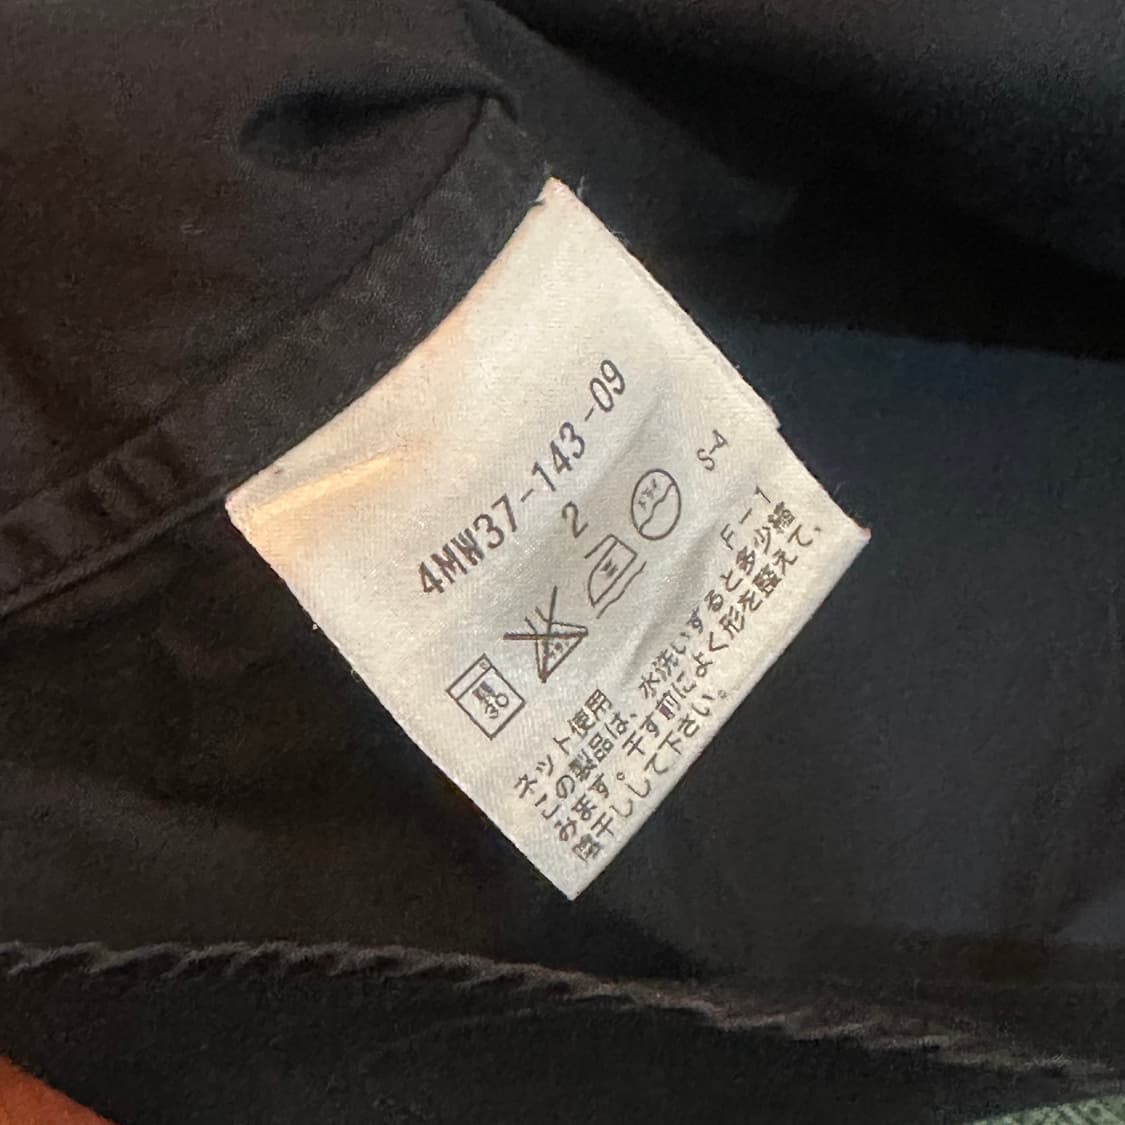 4MW37-143-09
2
S-4
30
F-1
ネット使用
この製品は、水洗いすると多少縮
みます。干す前によく形を整えて、
陰干しして下さい。